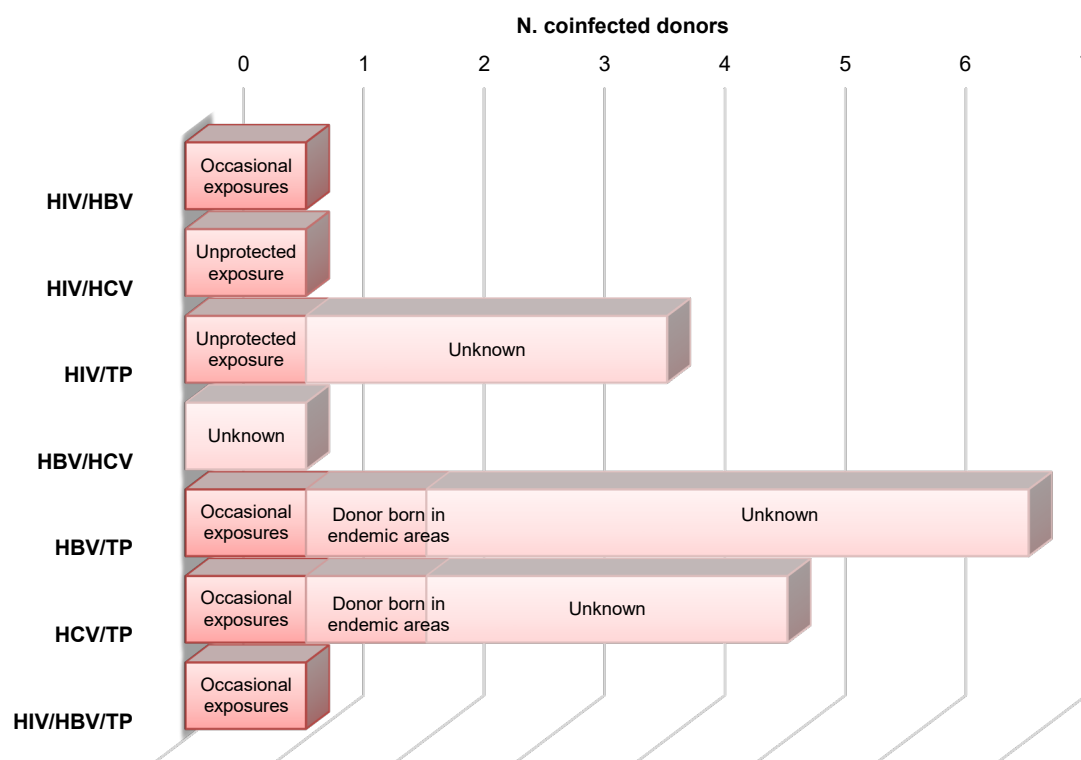 N. coinfected donors
0 1 2 3 4 5 6
Occasional
exposures
HIV/HBV
Unprotected
exposure
HIV/HCV
Unprotected
exposure
Unknown
HIV/TP
Unknown
HBV/HCV
Occasional
exposures
Donor born in
endemic areas
Unknown
HBV/TP
Occasional
exposures
Donor born in
endemic areas
Unknown
HCV/TP
Occasional
exposures
HIV/HBV/TP